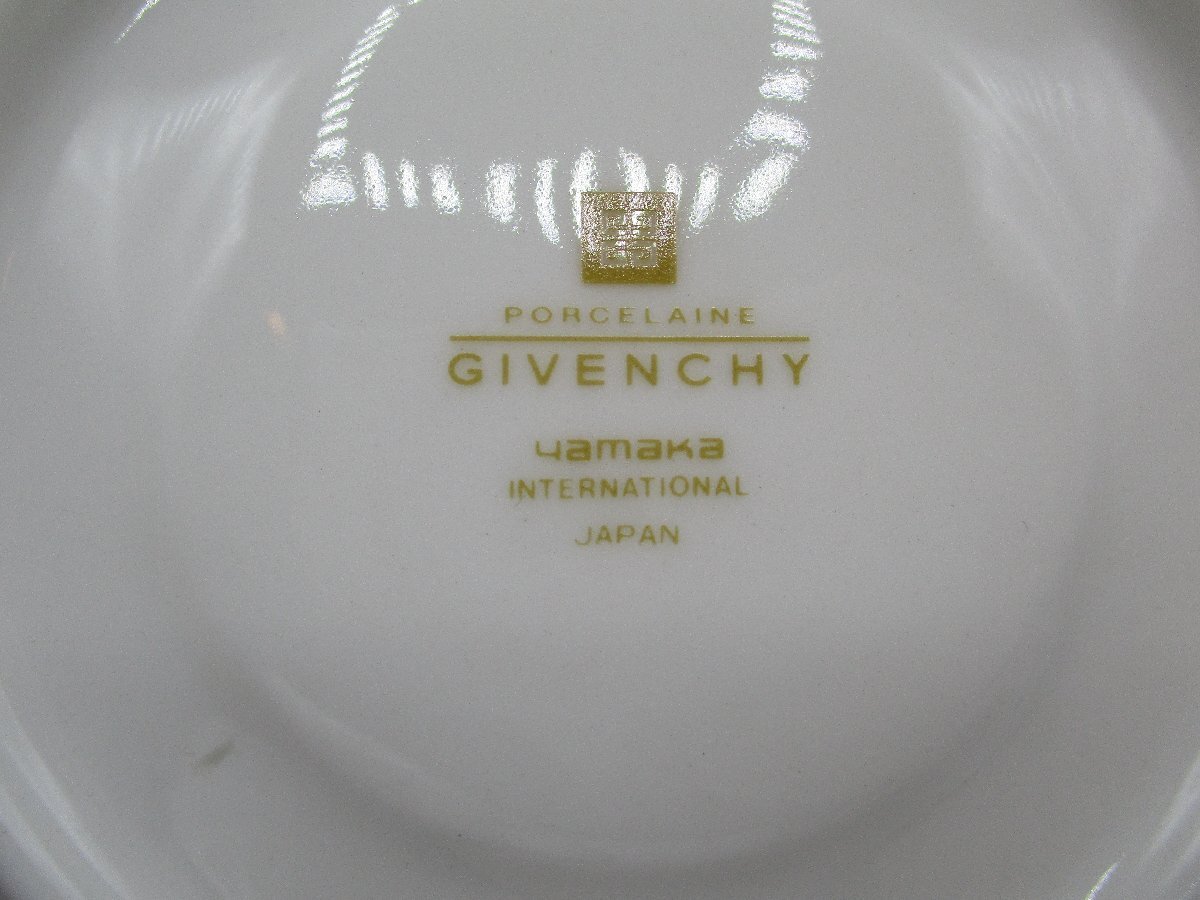 PORCELAINE
GIVENCHY
yamaka
INTERNATIONAL
JAPAN